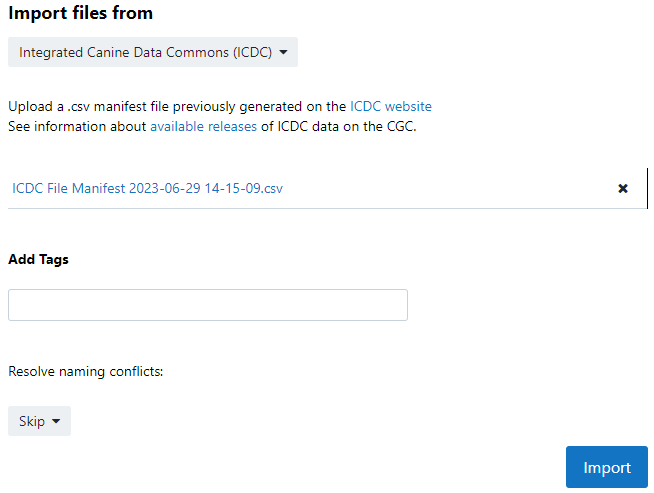 Import files from
Integrated Canine Data Commons (ICDC)
Upload a .csv manifest file previously generated on the ICDC website
See information about available releases of ICDC data on the CGC.
ICDC File Manifest 2023-06-29 14-15-09.csv
Add Tags
Resolve naming conflicts:
Skip
Import